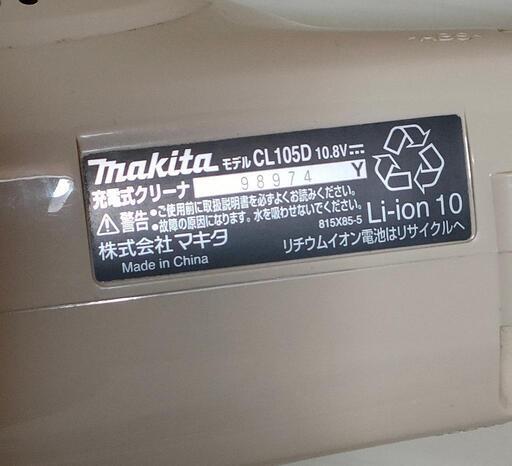 makita モデル CL105D 10.8V
充電式クリーナ 98974 Y
警告 ●ご使用前に取扱説明書を必ずよくお読みください。
●故障の原因になります。水を吸わせないでください。
株式会社 マキタ
Made in China
815X85-5
Li-ion 10
リチウムイオン電池はリサイクルへ